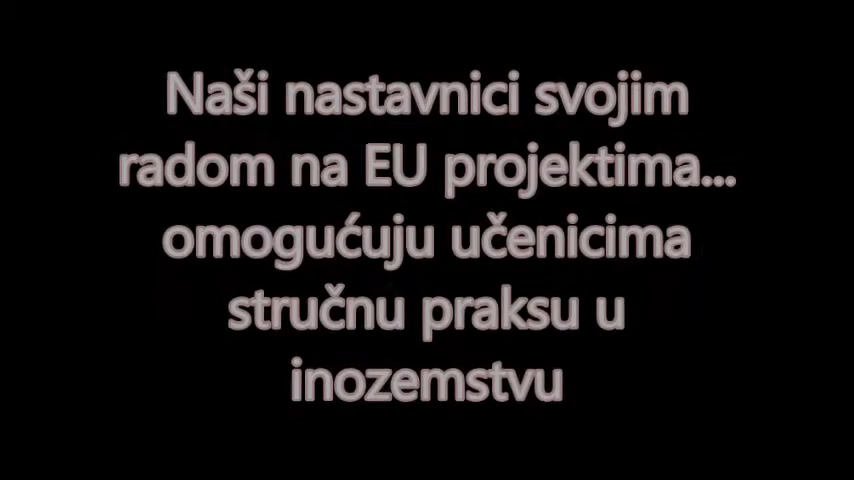 Naši nastavnici svojim
radom na EU projektima...
omogućuju učenicima
stručnu praksu u
inozemstvu